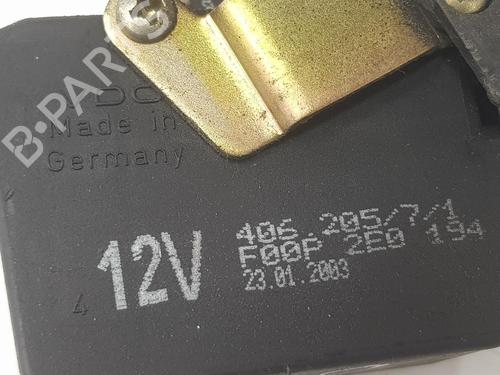 B·PARTS
Made in
Germany
406.205/7/1
F00P 2E0 194
12V
23.01.2003
4